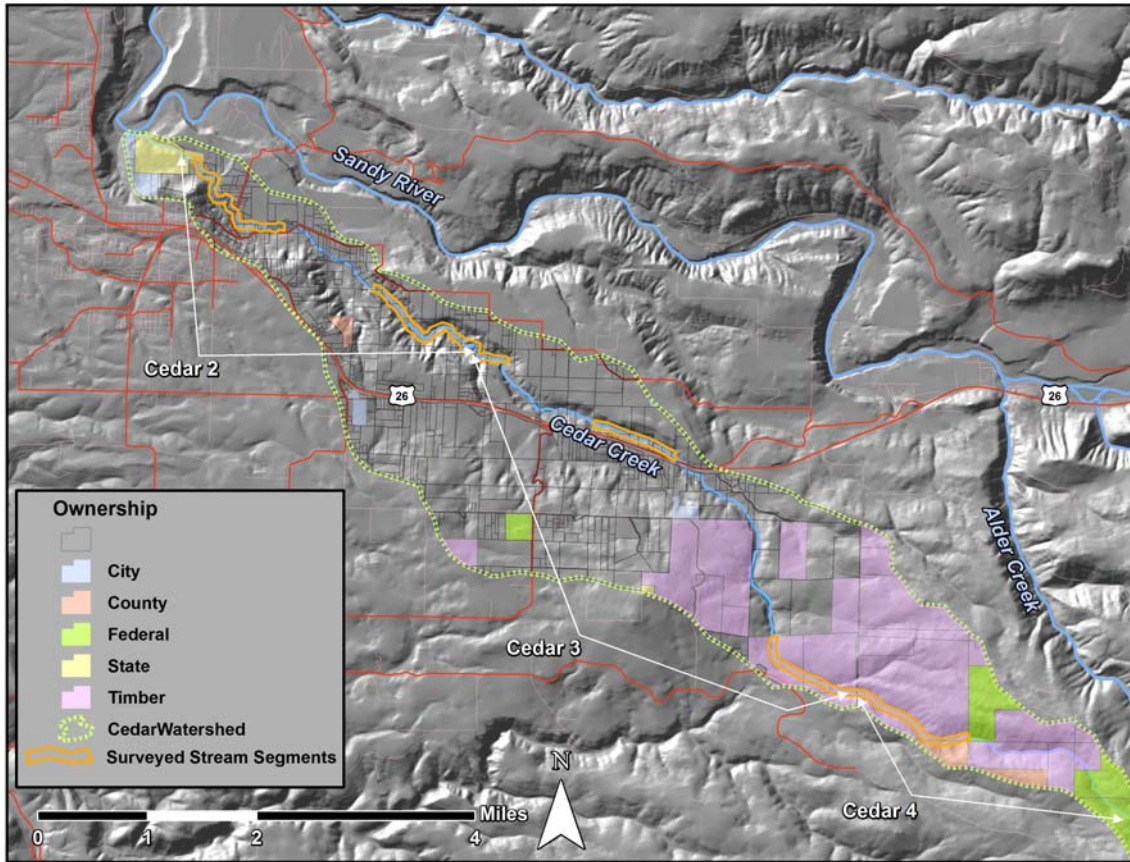 Sandy River
Cedar 2
26
Cedar Creek
26
Alder Creek
Cedar 3
Cedar 4
Ownership
City
County
Federal
State
Timber
CedarWatershed
Surveyed Stream Segments
N
Miles
0 1 2 4